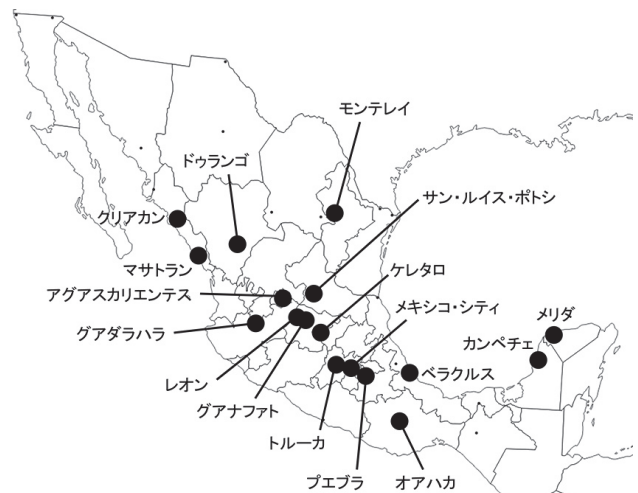 モンテレイ
ドゥランゴ
サン・ルイス・ポトシ
クリアカン
マサトラン
ケレタロ
アグアスカリエンテス
メキシコ・シティ
メリダ
グアダラハラ
カンペチェ
レオン
ベラクルス
グアナファト
トルーカ
プエブラ
オアハカ